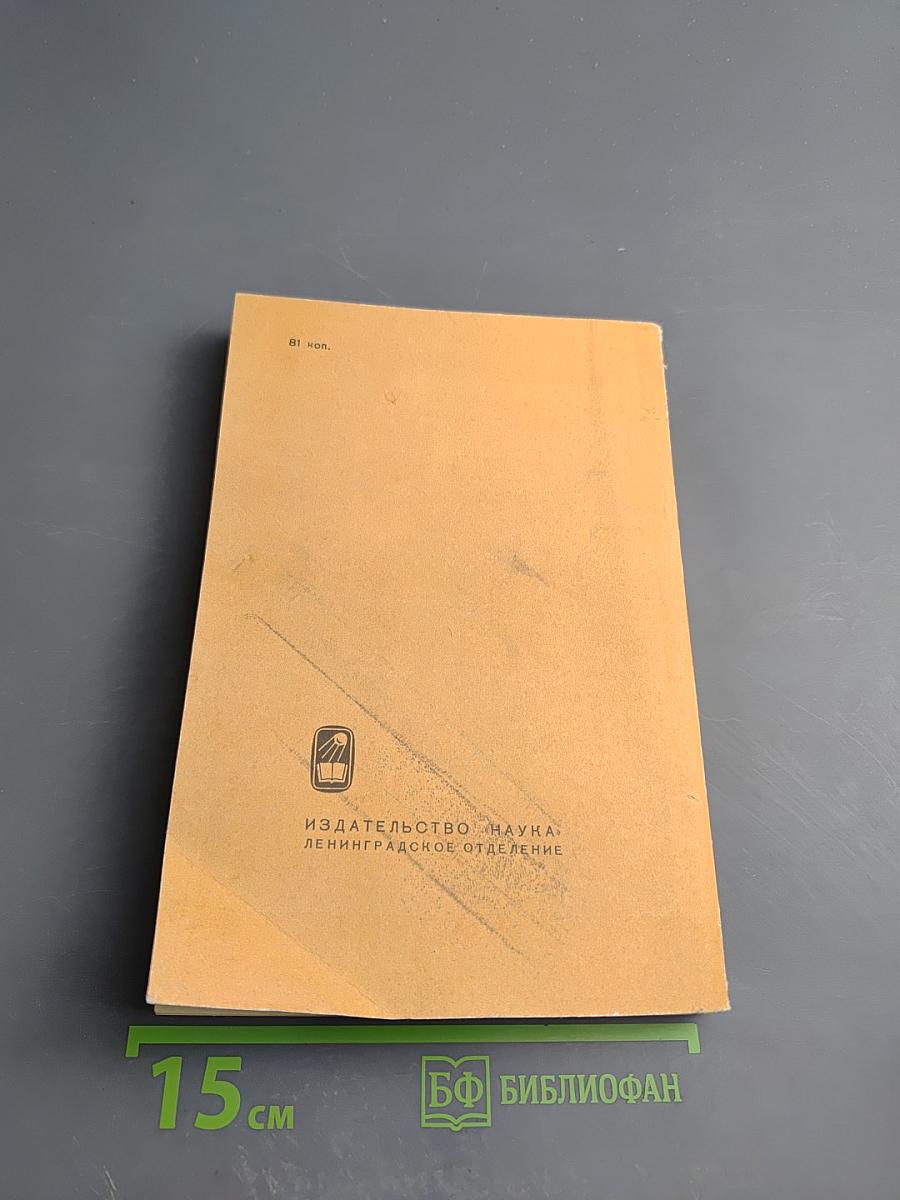 81 коп.
ИЗДАТЕЛЬСТВО «НАУКА»
ЛЕНИНГРАДСКОЕ ОТДЕЛЕНИЕ
15 см
БФ БИБЛИОФАН